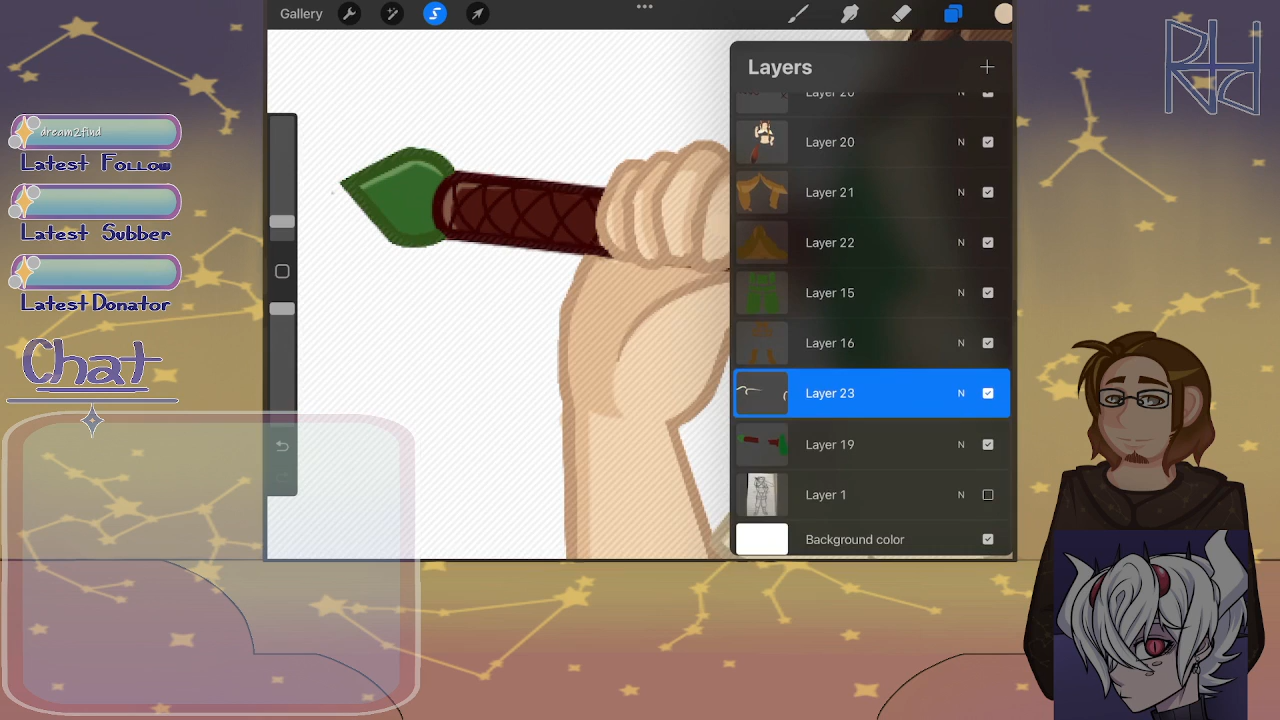 Gallery
dream2find
Latest Follow
Latest Subber
Latest Donator
Chat
Layers
Layer 20
Layer 21
Layer 22
Layer 15
Layer 16
Layer 23
Layer 19
Layer 1
Background color
N
N
N
N
N
N
N
N
N